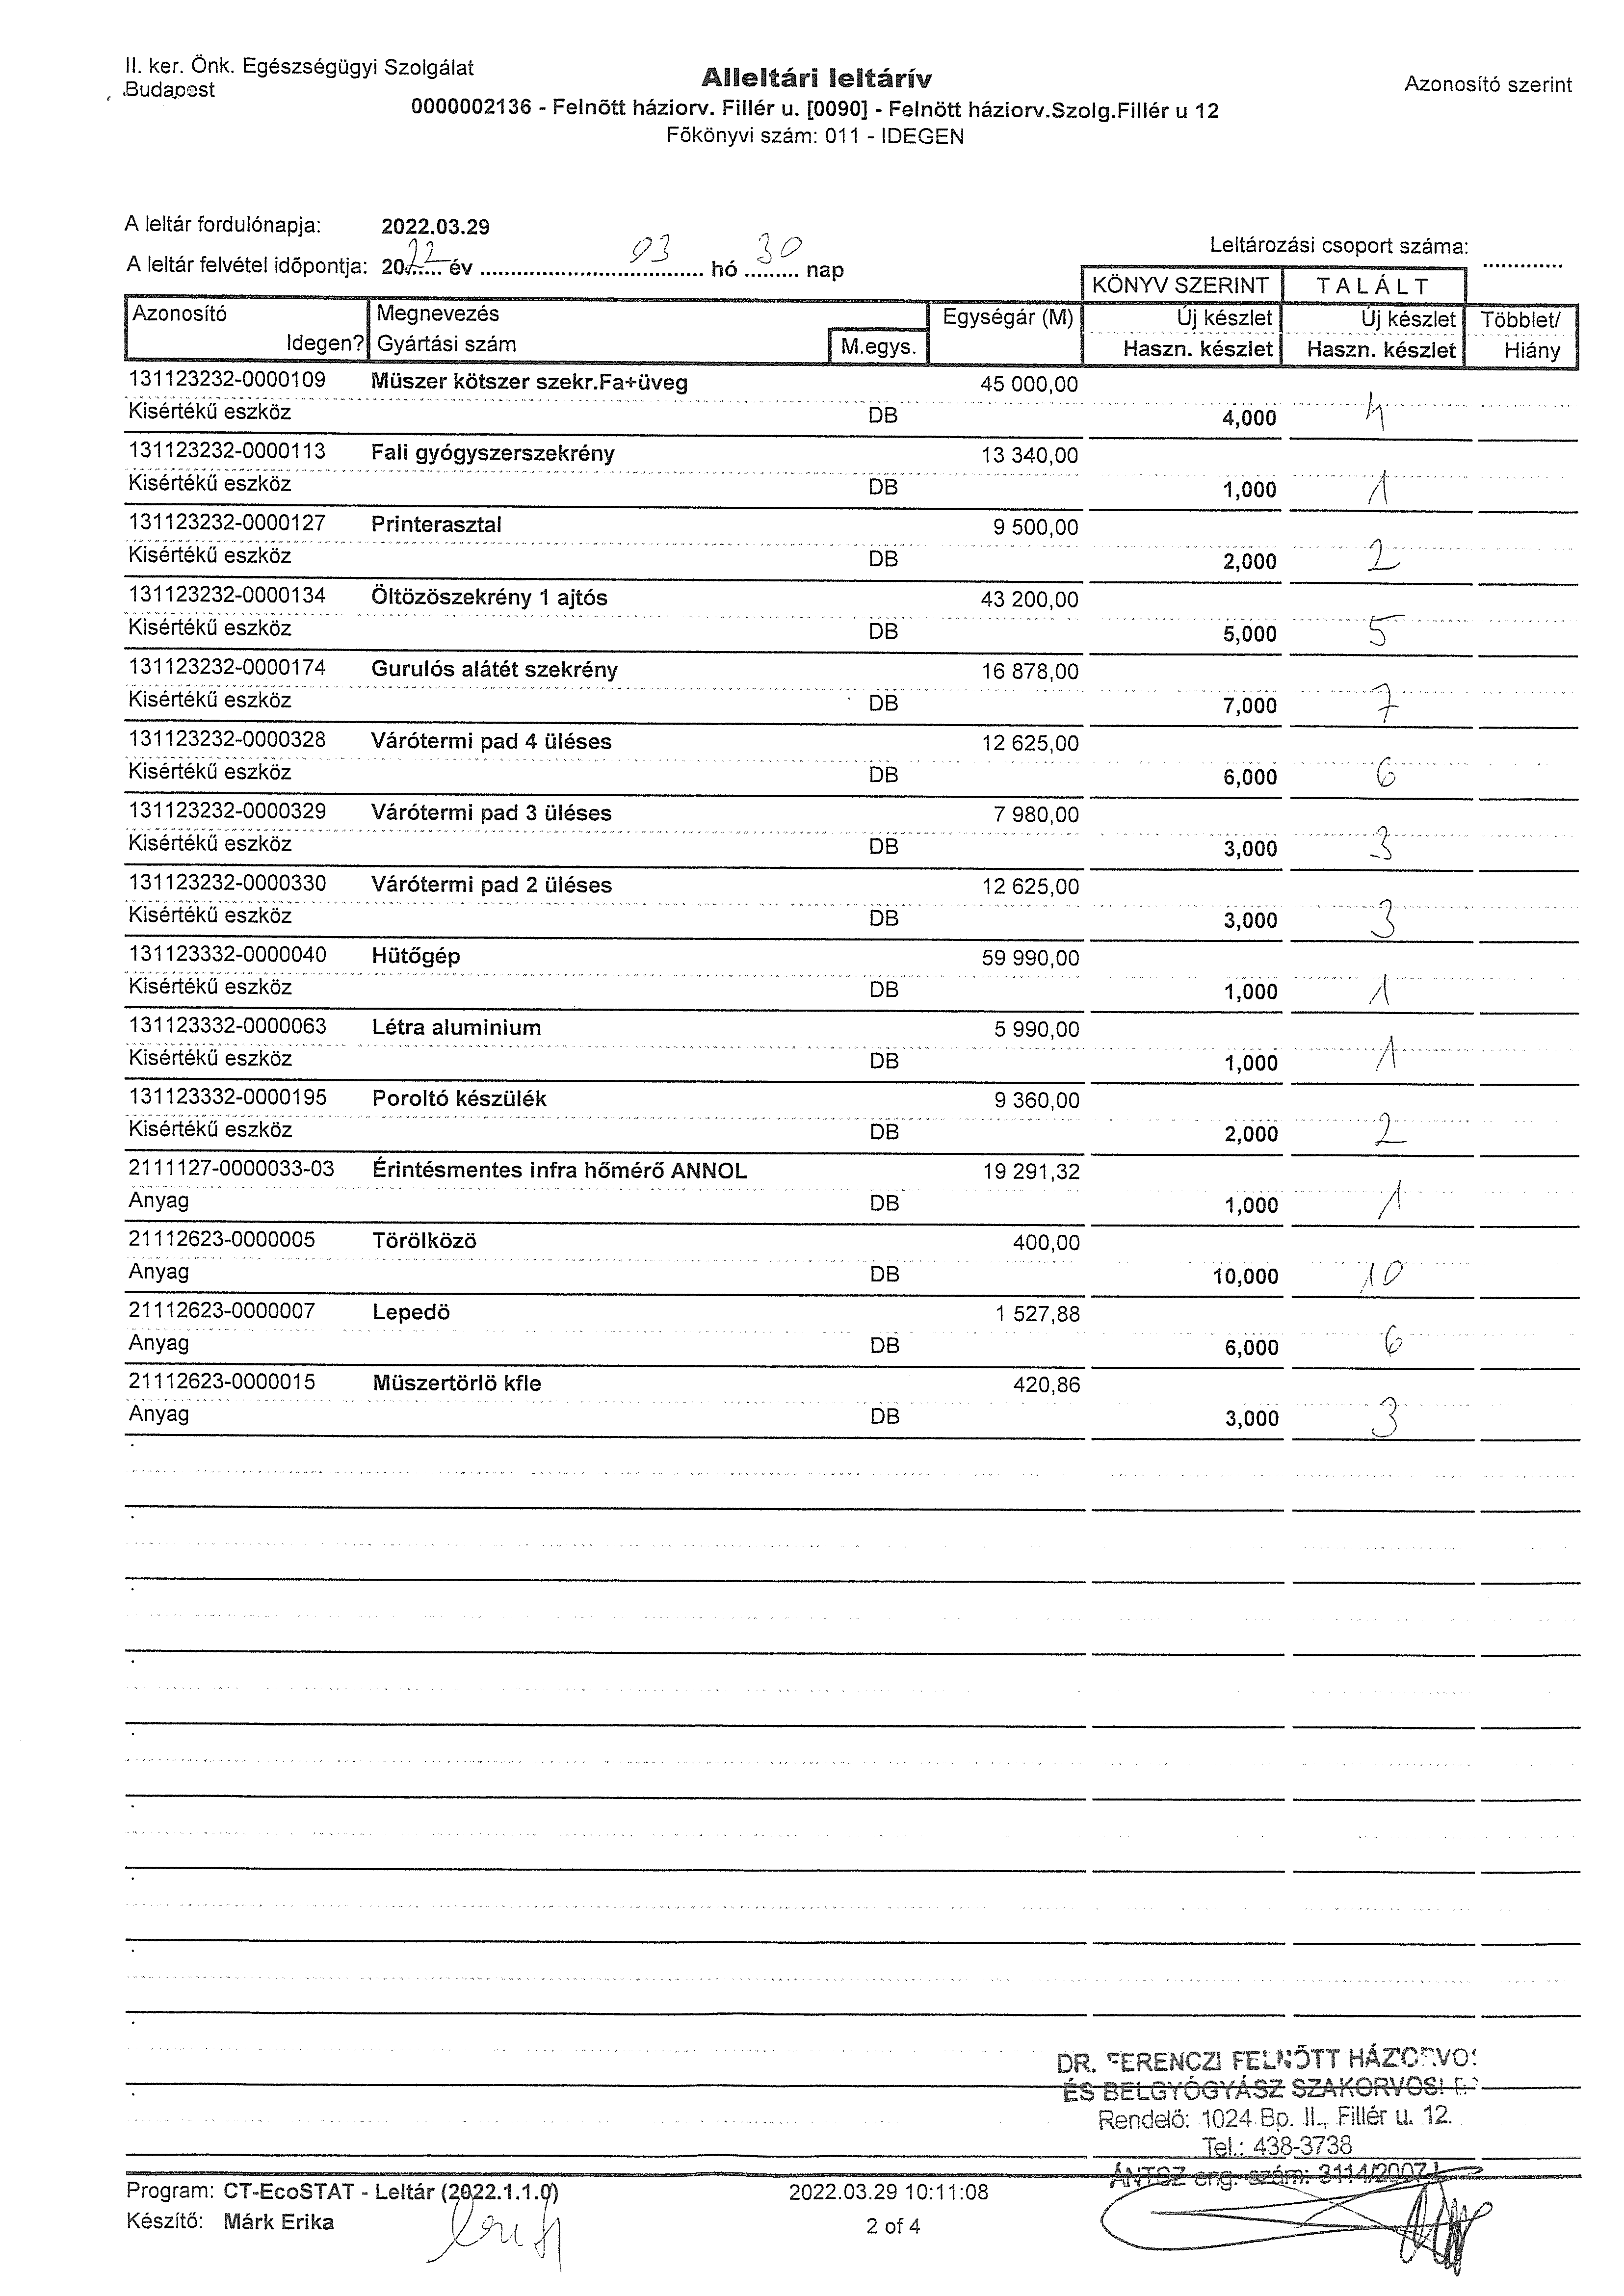 II. ker. Önk. Egészségügyi Szolgálat
Budapest
Alleltári leltárív
Azonosító szerint
0000002136 - Felnõtt háziorv. Fillér u. [0090] - Felnött háziorv.Szolg.Fillér u 12
Főkönyvi szám: 011 - IDEGEN
A leltár fordulónapja: 2022.03.29
Leltározási csoport száma: ............
A leltár felvétel időpontja: 2022 év 03 hó 30 nap
KÖNYV SZERINT TALÁLT
Azonosító Megnevezés Egységár (M) Új készlet Új készlet Többlet/
Idegen? Gyártási szám M.egys. Haszn. készlet Haszn. készlet Hiány
131123232-0000109 Müszer kötszer szekr.Fa+üveg 45 000,00
Kisértékű eszköz DB 4,000 4
131123232-0000113 Fali gyógyszerszekrény 13 340,00
Kisértékű eszköz DB 1,000 1
131123232-0000127 Printerasztal 9 500,00
Kisértékű eszköz DB 2,000 2
131123232-0000134 Öltözöszekrény 1 ajtós 43 200,00
Kisértékű eszköz DB 5,000 5
131123232-0000174 Gurulós alátét szekrény 16 878,00
Kisértékű eszköz DB 7,000 7
131123232-0000328 Várótermi pad 4 üléses 12 625,00
Kisértékű eszköz DB 6,000 6
131123232-0000329 Várótermi pad 3 üléses 7 980,00
Kisértékű eszköz DB 3,000 3
131123232-0000330 Várótermi pad 2 üléses 12 625,00
Kisértékű eszköz DB 3,000 3
131123332-0000040 Hütőgép 59 990,00
Kisértékű eszköz DB 1,000 1
131123332-0000063 Létra aluminium 5 990,00
Kisértékű eszköz DB 1,000 1
131123332-0000195 Poroltó készülék 9 360,00
Kisértékű eszköz DB 2,000 2
2111127-0000033-03 Érintésmentes infra hőmérő ANNOL 19 291,32
Anyag DB 1,000 1
21112623-0000005 Törölközö 400,00
Anyag DB 10,000 10
21112623-0000007 Lepedö 1 527,88
Anyag DB 6,000 6
21112623-0000015 Müszertörlö kfle 420,86
Anyag DB 3,000 3
DR. FERENCZI FELNŐTT HÁZIORVOS
ÉS BELGYÓGYÁSZ SZAKORVOSI
Rendelő: 1024 Bp. II., Fillér u. 12.
Tel.: 438-3738
ÁNTSZ eng. szám: 3114/2007
Program: CT-EcoSTAT - Leltár (2022.1.1.0) 2022.03.29 10:11:08
Készítő: Márk Erika 2 of 4